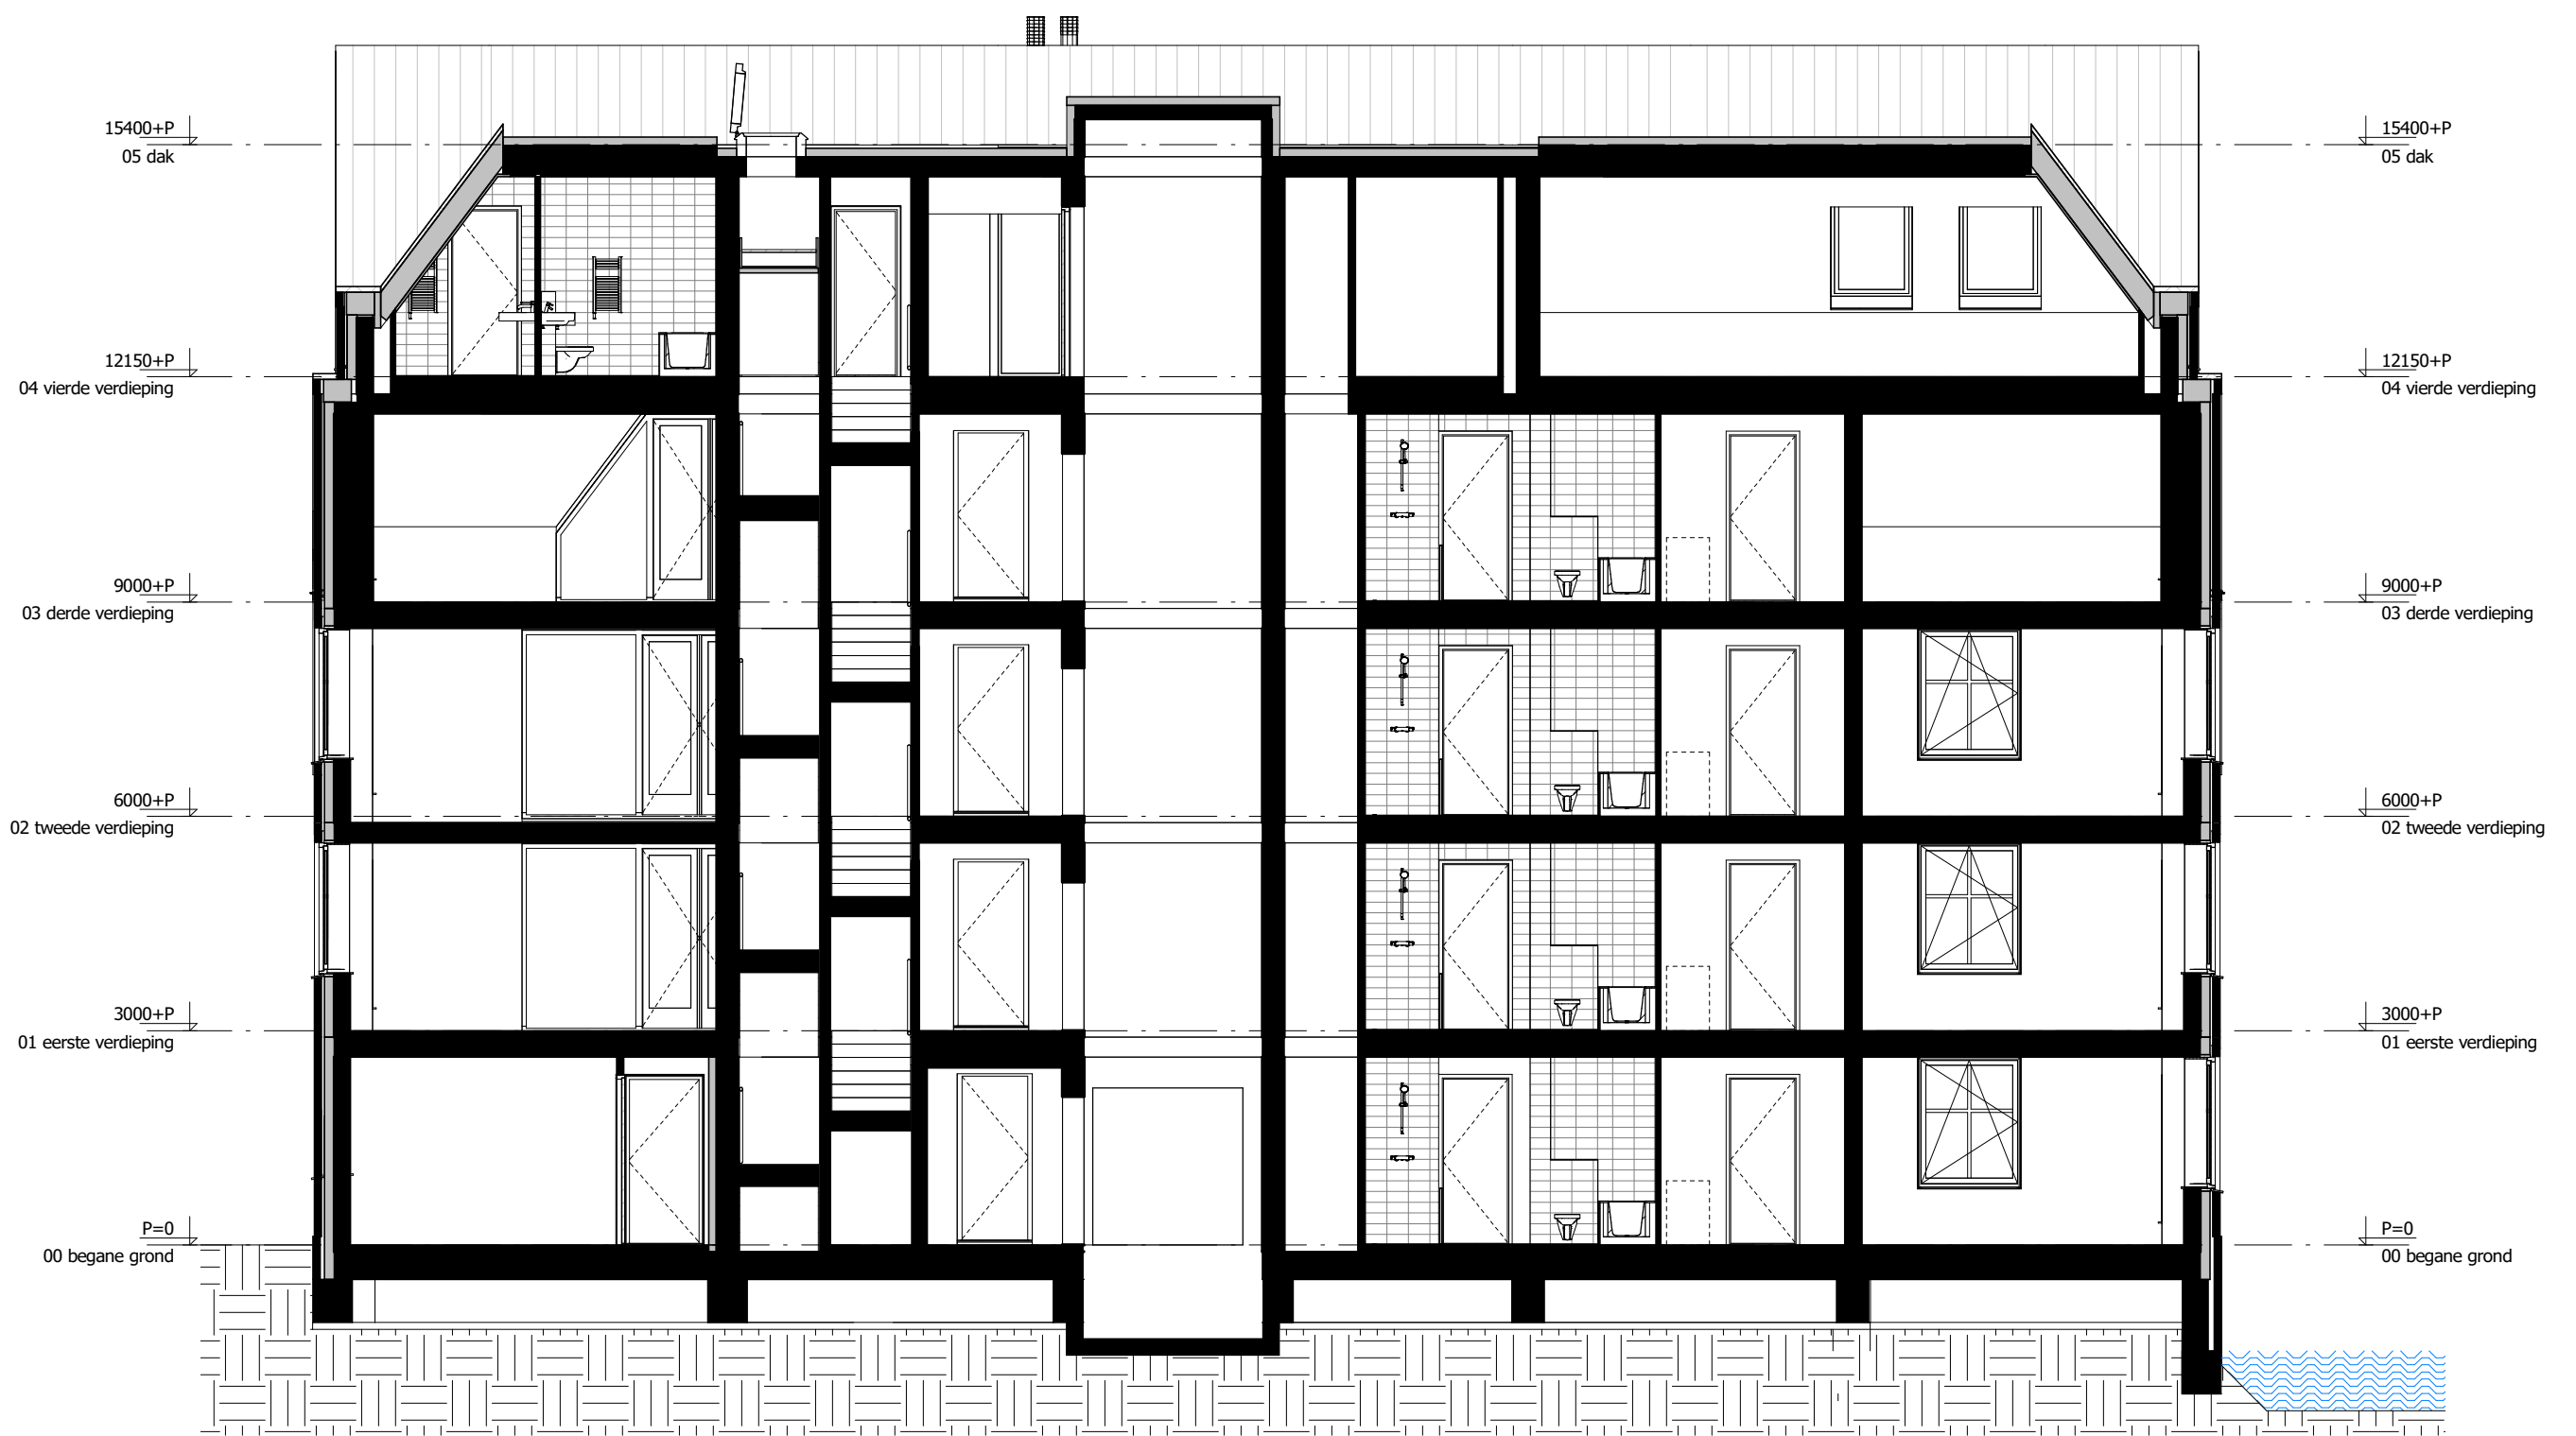 15400+P
05 dak
15400+P
05 dak
12150+P
04 vierde verdieping
12150+P
04 vierde verdieping
9000+P
03 derde verdieping
9000+P
03 derde verdieping
6000+P
02 tweede verdieping
6000+P
02 tweede verdieping
3000+P
01 eerste verdieping
3000+P
01 eerste verdieping
P=0
00 begane grond
P=0
00 begane grond